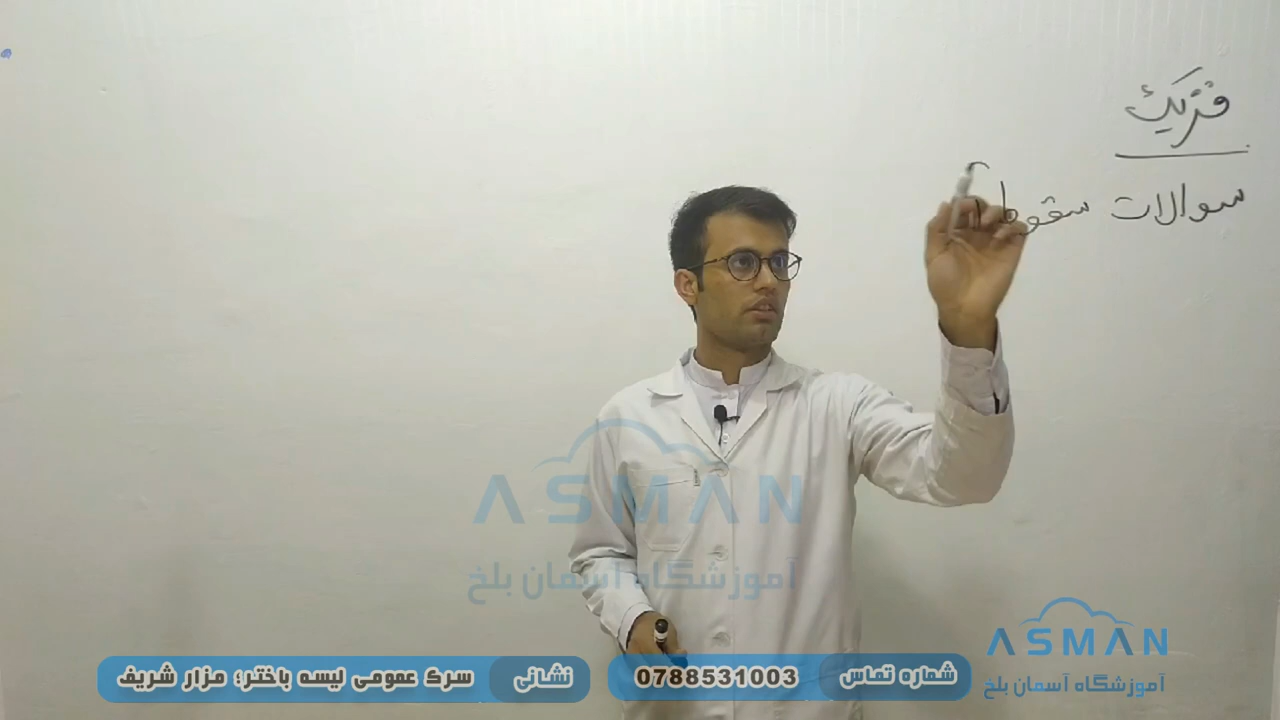 فزیک
سوالات سقوط
ASMAN
آموزشگاه آسمان بلخ
ASMAN
آموزشگاه آسمان بلخ
شماره تماس 0788531003
نشانی سرک عمومی لیسه باختر؛ مزار شریف